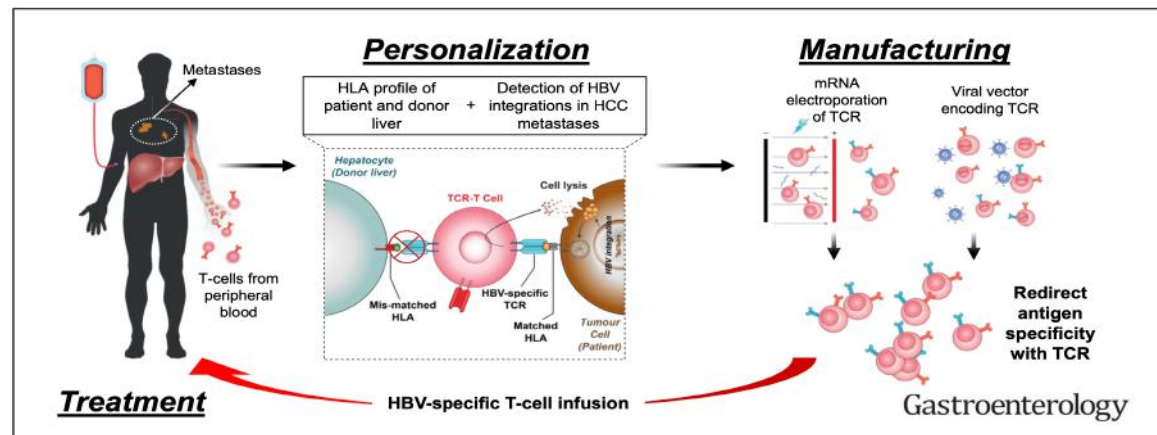 Personalization
Manufacturing
Metastases
HLA profile of
patient and donor
liver
+
Detection of HBV
integrations in HCC
metastases
mRNA
electroporation
of TCR
Viral vector
encoding TCR
Hepatocyte
(Donor liver)
TCR-T Cell
Cell lysis
HBV integration
Mis-matched
HLA
HBV-specific
TCR
Matched
HLA
Tumour
Cell
(Patient)
T-cells from
peripheral
blood
Redirect
antigen
specificity
with TCR
Treatment
HBV-specific T-cell infusion
Gastroenterology